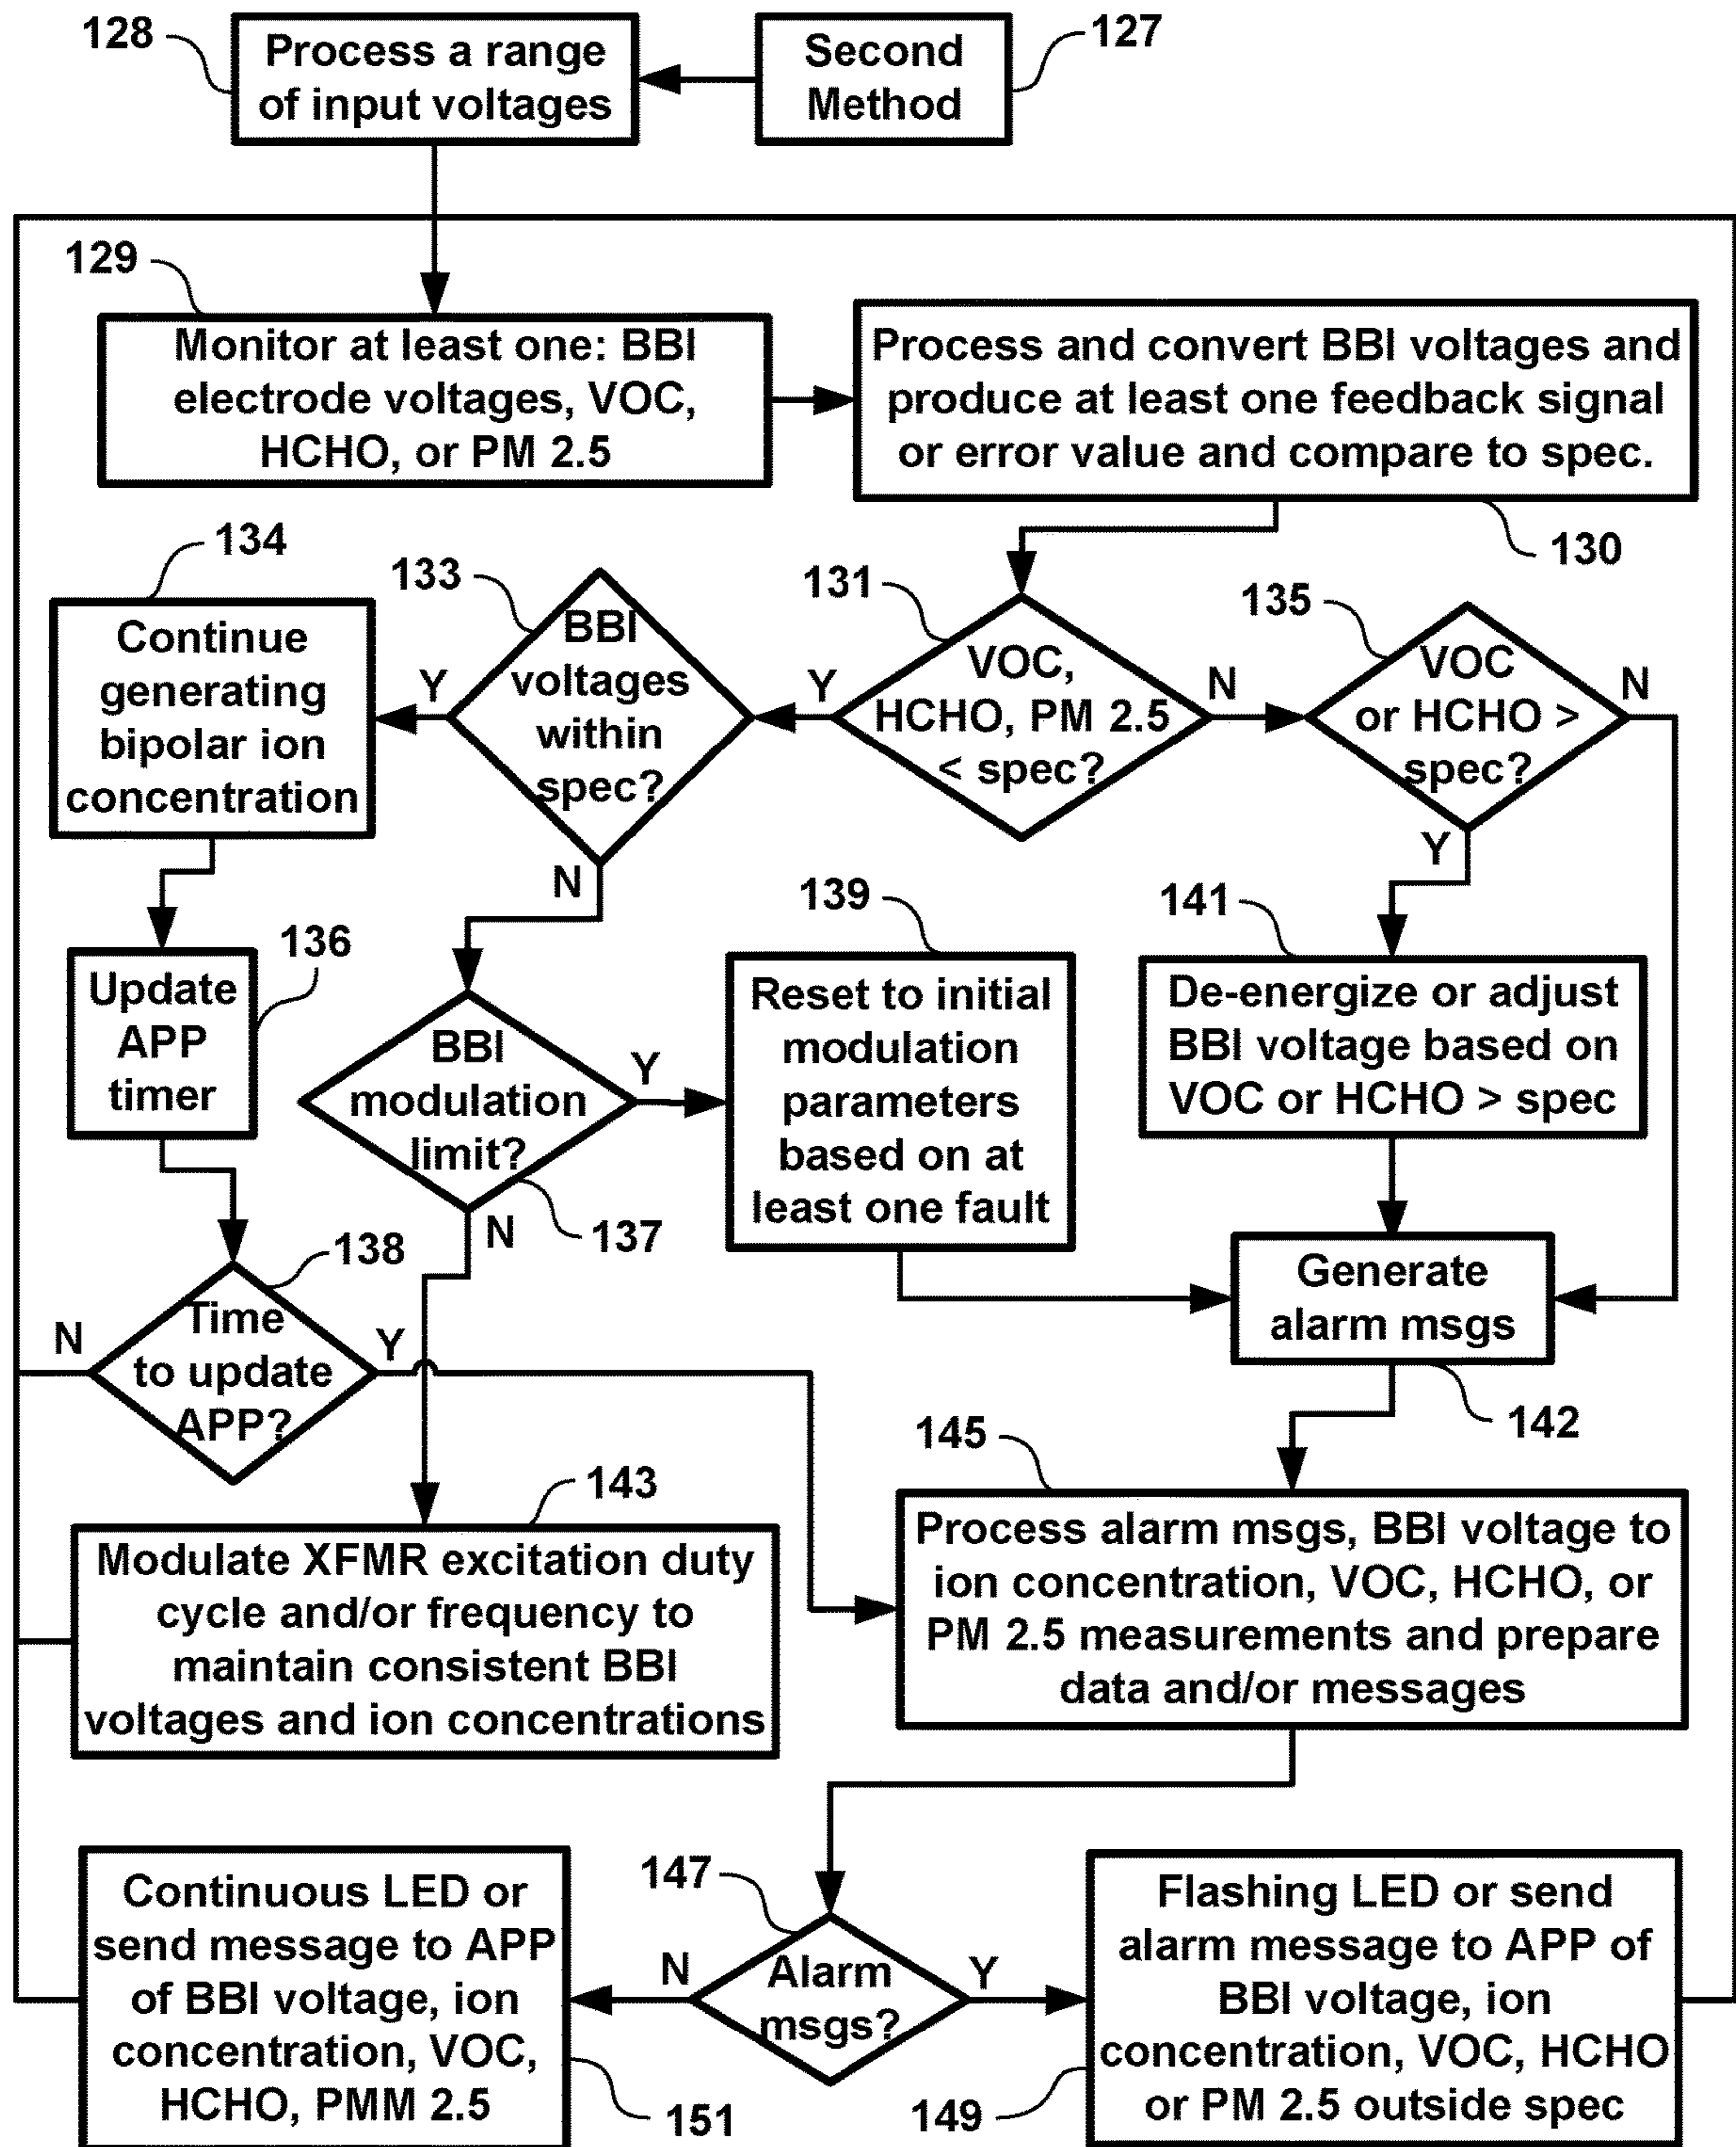 128
Process a range
of input voltages
Second
Method
127
129
Monitor at least one: BBI
electrode voltages, VOC,
HCHO, or PM 2.5
Process and convert BBI voltages and
produce at least one feedback signal
or error value and compare to spec.
130
134
Continue
generating
bipolar ion
concentration
133
BBI
voltages
within
spec?
Y
N
131
VOC,
HCHO, PM 2.5
< spec?
Y
N
135
VOC
or HCHO >
spec?
N
Y
136
Update
APP
timer
BBI
modulation
limit?
Y
N
137
139
Reset to initial
modulation
parameters
based on at
least one fault
141
De-energize or adjust
BBI voltage based on
VOC or HCHO > spec
138
Time
to update
APP?
N
Y
Generate
alarm msgs
142
143
Modulate XFMR excitation duty
cycle and/or frequency to
maintain consistent BBI
voltages and ion concentrations
145
Process alarm msgs, BBI voltage to
ion concentration, VOC, HCHO, or
PM 2.5 measurements and prepare
data and/or messages
Continuous LED or
send message to APP
of BBI voltage, ion
concentration, VOC,
HCHO, PMM 2.5
151
147
Alarm
msgs?
N
Y
Flashing LED or send
alarm message to APP of
BBI voltage, ion
concentration, VOC, HCHO
or PM 2.5 outside spec
149